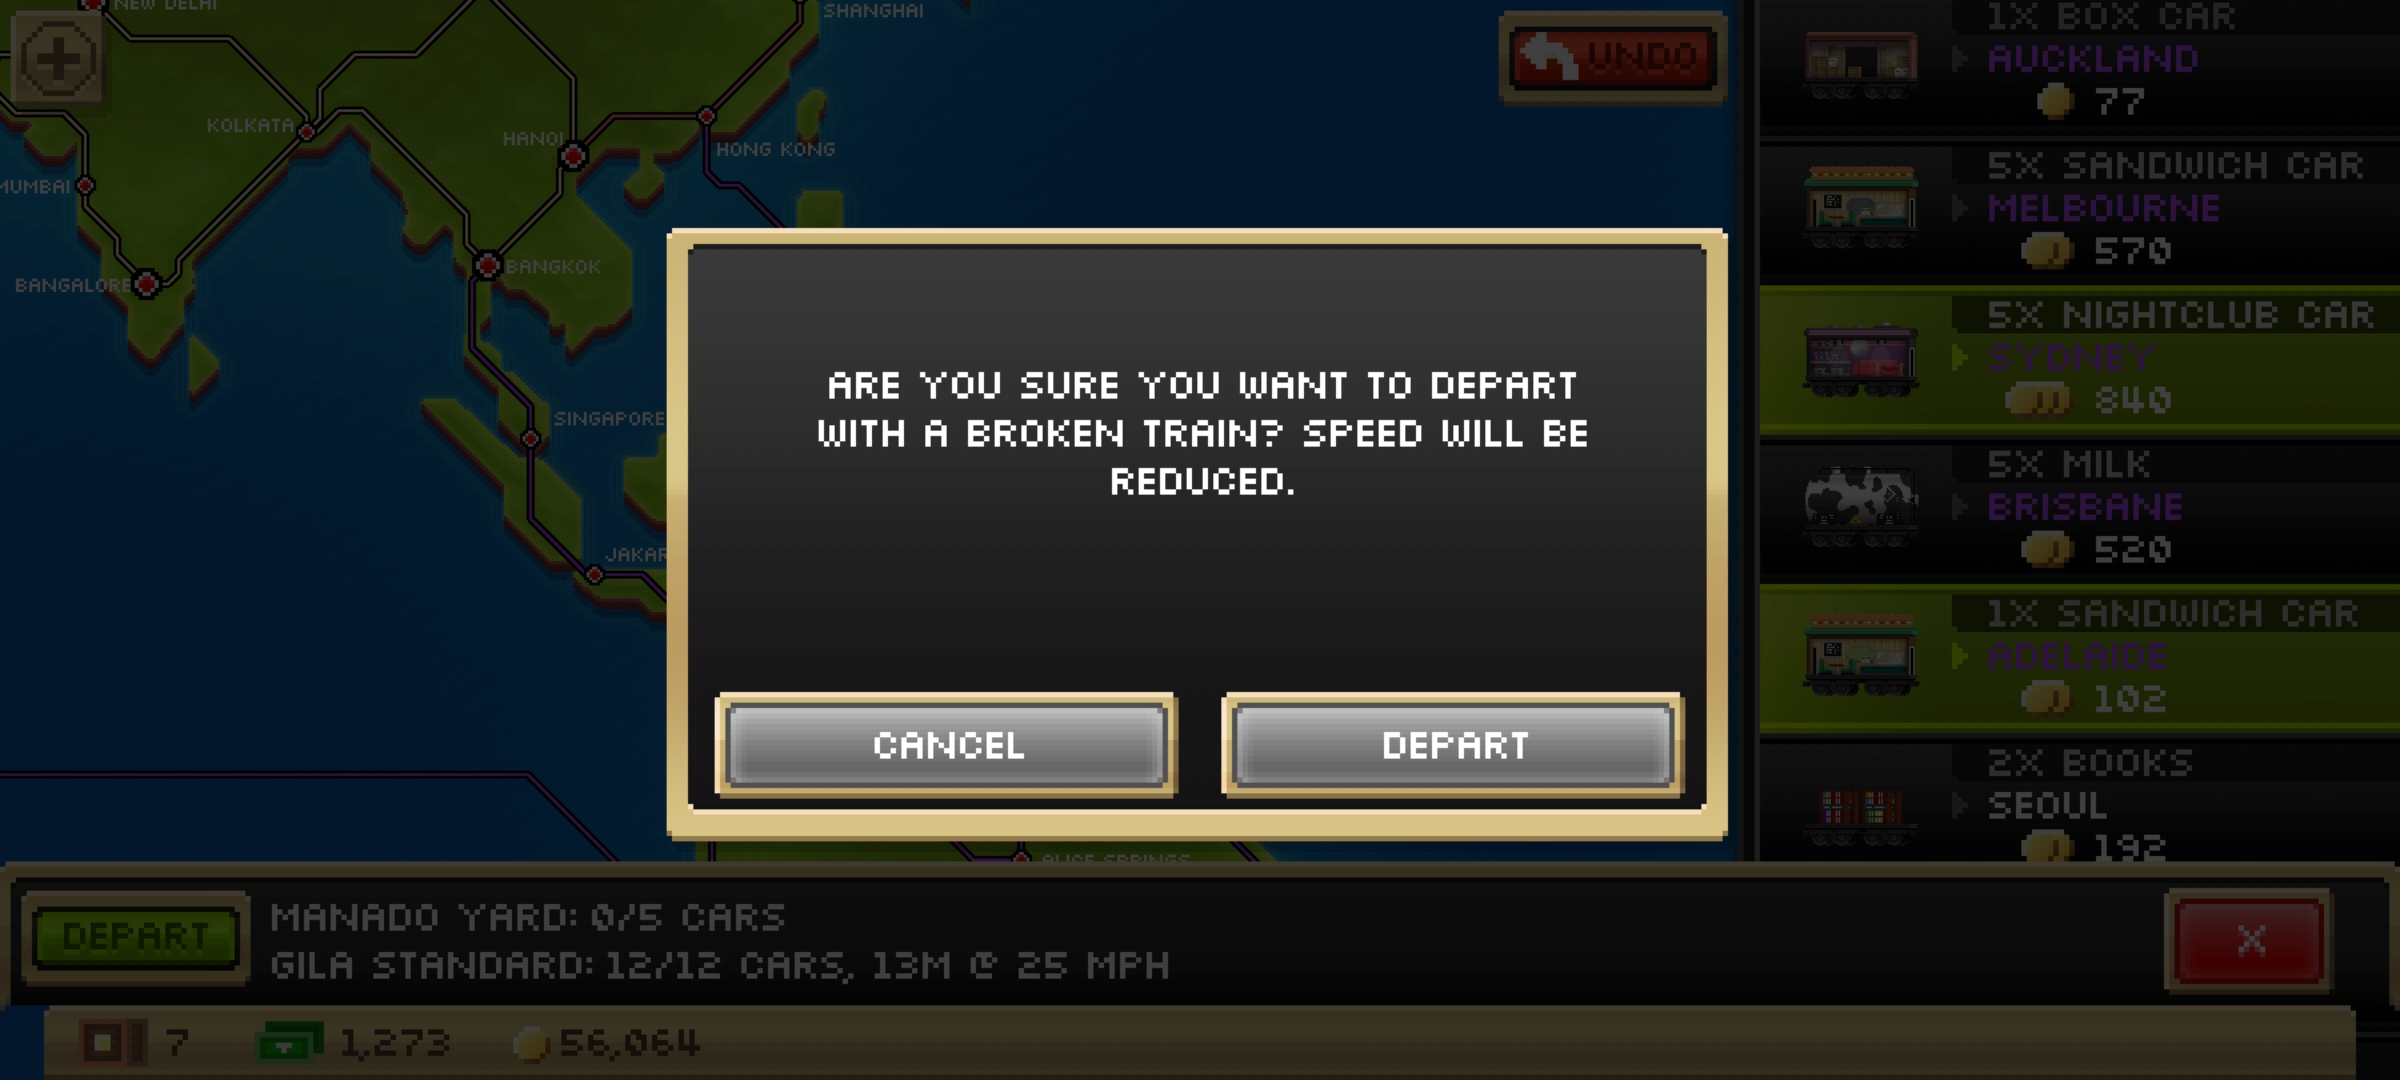 NEW DELHI
SHANGHAI
KOLKATA
HANOI
HONG KONG
MUMBAI
BANGALORE
BANGKOK
SINGAPORE
JAKAR
ALICE SPRINGS
UNDO
1X BOX CAR
AUCKLAND
77
5X SANDWICH CAR
MELBOURNE
570
5X NIGHTCLUB CAR
SYDNEY
840
5X MILK
BRISBANE
520
1X SANDWICH CAR
ADELAIDE
102
2X BOOKS
SEOUL
192
ARE YOU SURE YOU WANT TO DEPART
WITH A BROKEN TRAIN? SPEED WILL BE
REDUCED.
CANCEL
DEPART
DEPART
MANADO YARD: 0/5 CARS
GILA STANDARD: 12/12 CARS, 13M @ 25 MPH
X
7
1,273
56,064